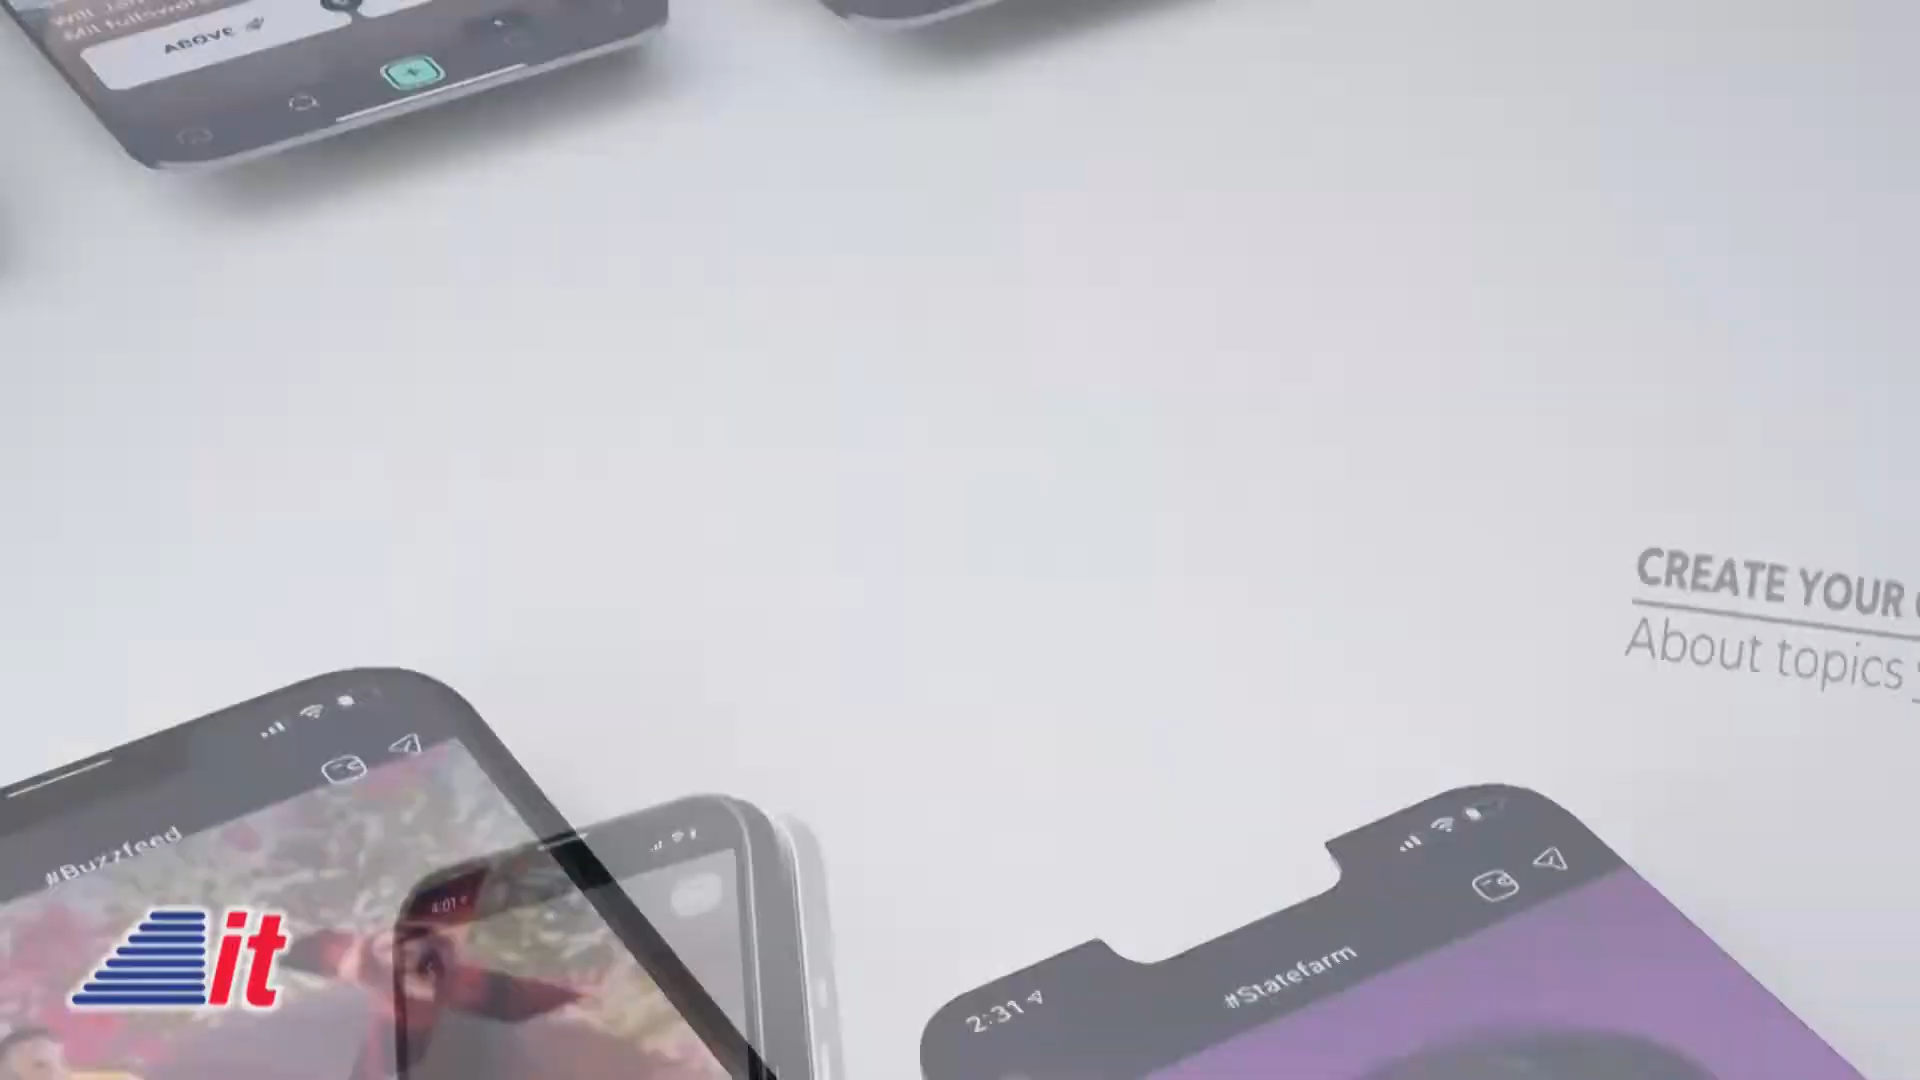 ABOVE
CREATE YOUR
About topics
#Buzzfeed
4:01
it
2:31
#Statefarm